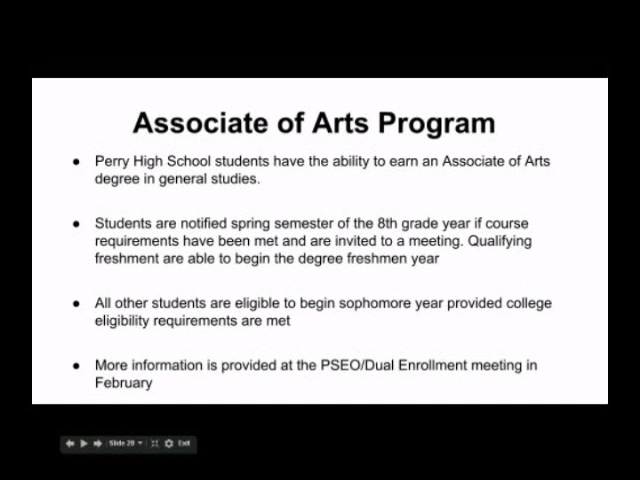 Associate of Arts Program
● Perry High School students have the ability to earn an Associate of Arts
degree in general studies.
● Students are notified spring semester of the 8th grade year if course
requirements have been met and are invited to a meeting. Qualifying
freshment are able to begin the degree freshmen year
● All other students are eligible to begin sophomore year provided college
eligibility requirements are met
● More information is provided at the PSEO/Dual Enrollment meeting in
February
Slide 20 Exit